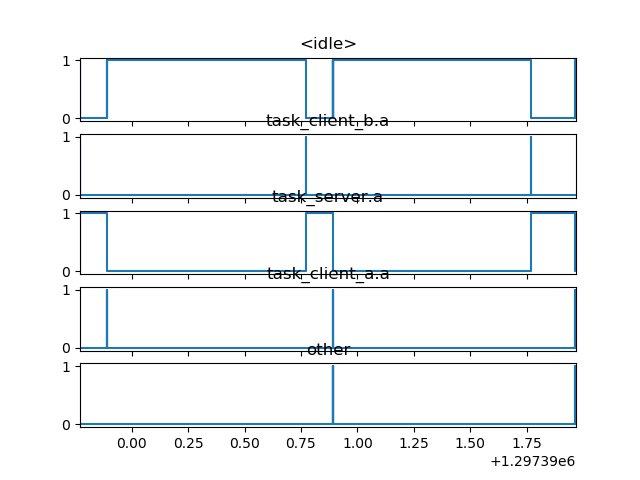 <idle>
1
0
task_client_b.a
1
0
task_server.a
1
0
task_client_a.a
1
0
other
1
0
0.00 0.25 0.50 0.75 1.00 1.25 1.50 1.75
+1.29739e6